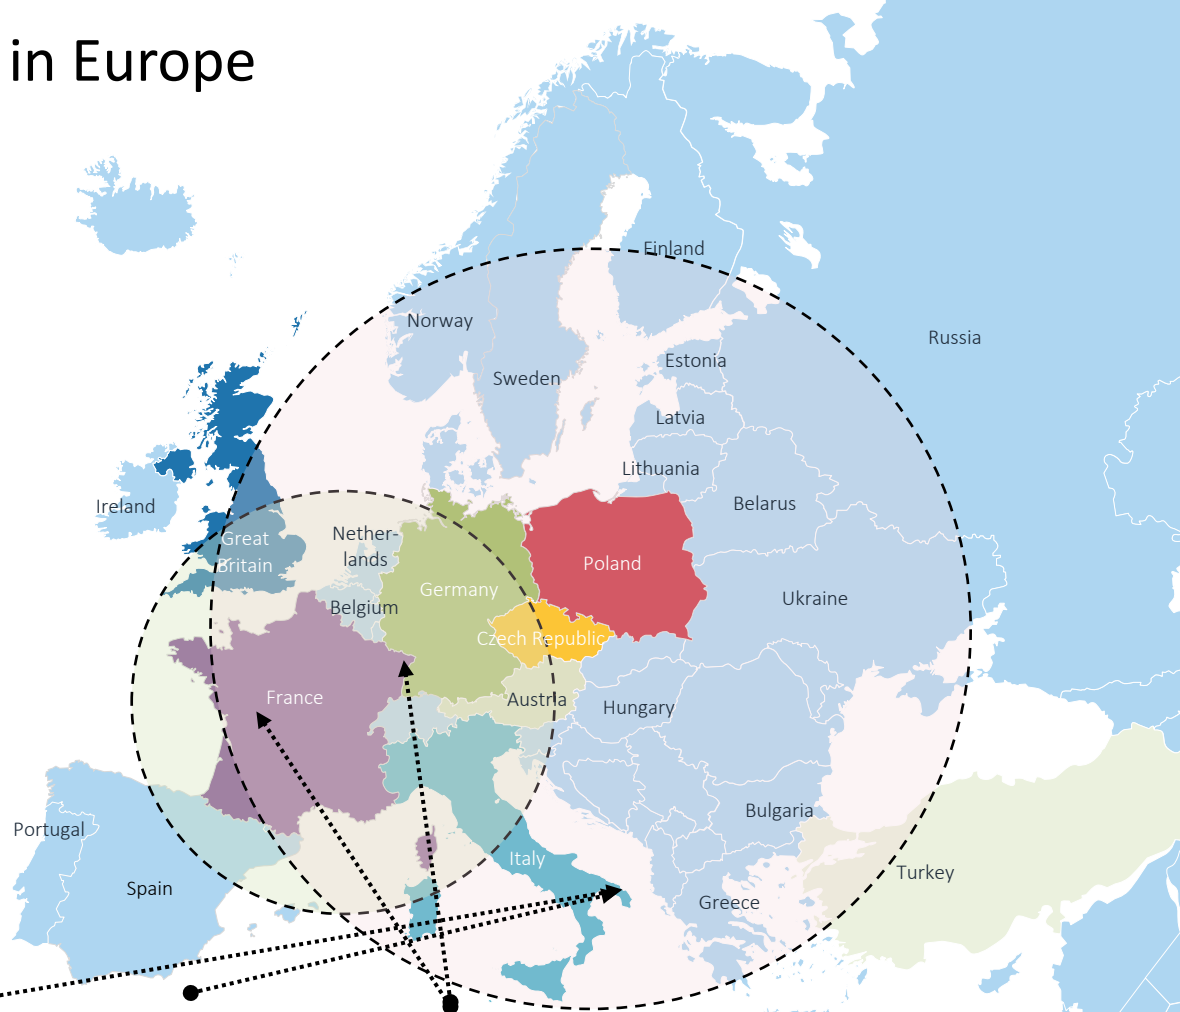 in Europe
Finland
Norway
Russia
Estonia
Sweden
Latvia
Lithuania
Belarus
Ireland
Great
Britain
Nether-
lands
Poland
Germany
Ukraine
Belgium
Czech Republic
France
Austria
Hungary
Bulgaria
Portugal
Italy
Turkey
Spain
Greece